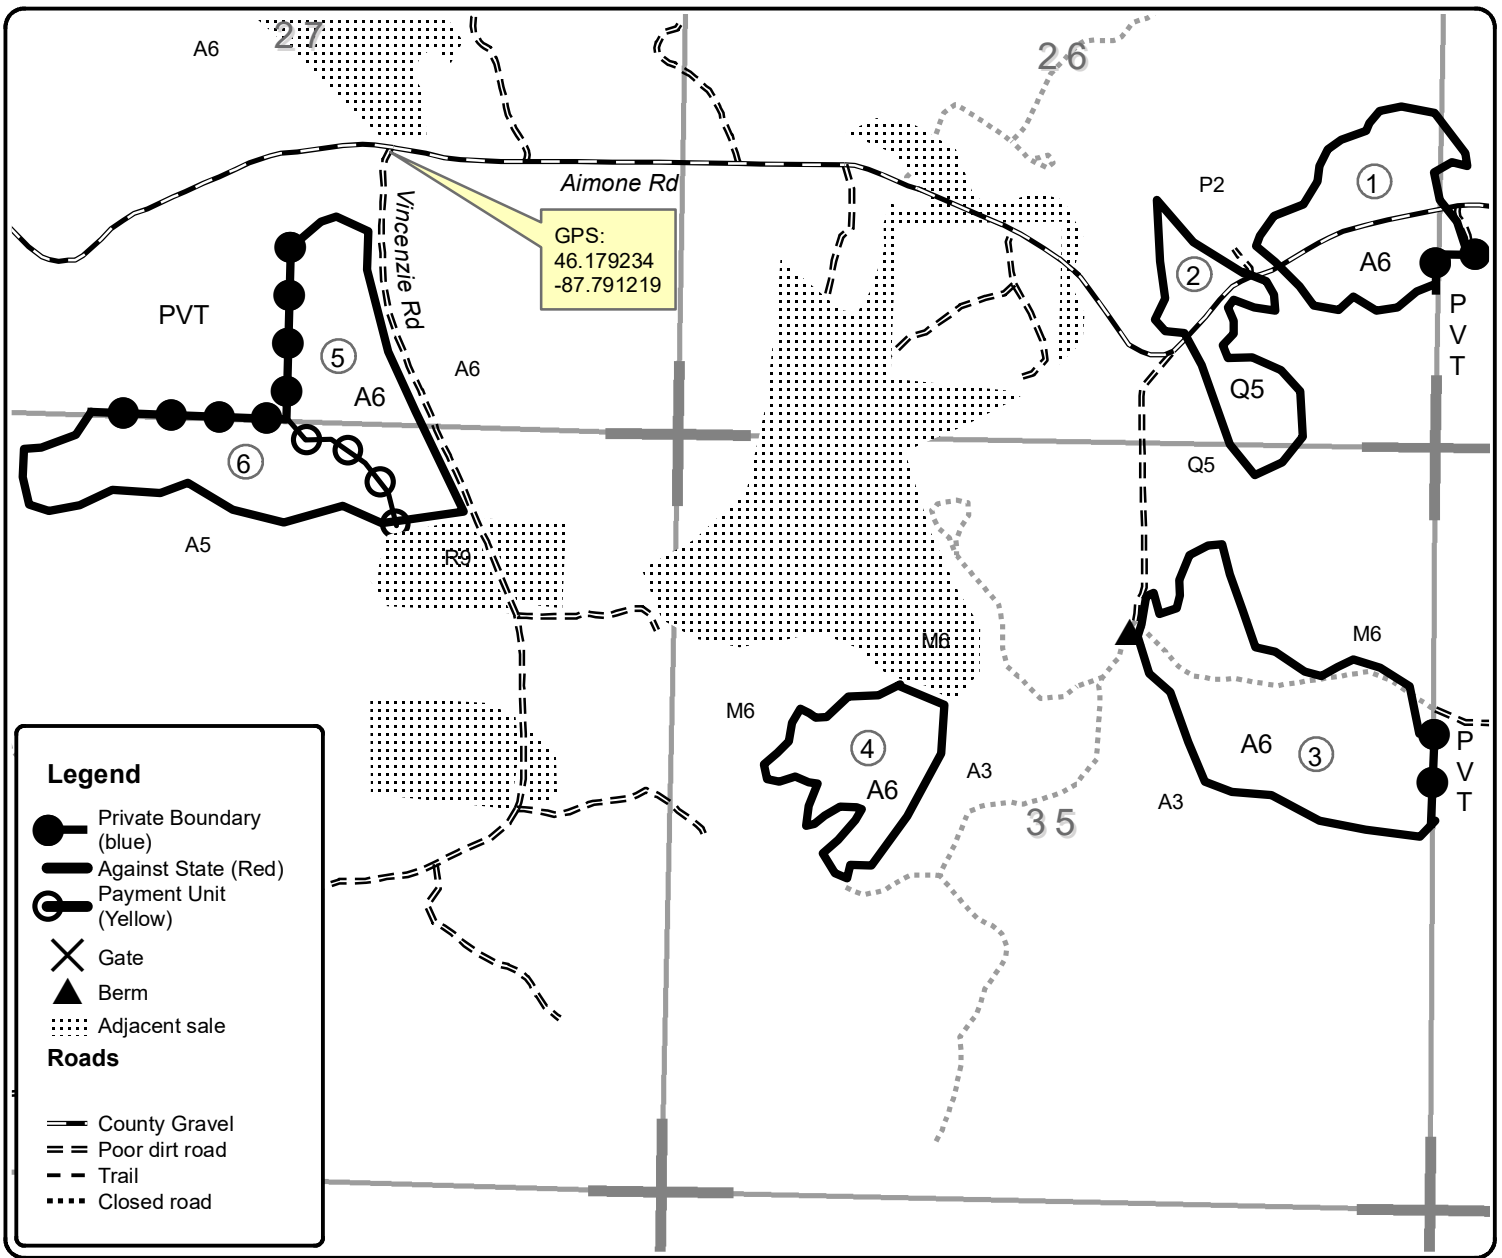 27
26
A6
Aimone Rd
P2
1
Vincenzie Rd
GPS:
46.179234
-87.791219
2
A6
PVT
P
V
T
5
A6
A6
Q5
6
Q5
A5
R9
M6
M6
M6
4
A6
A3
A6
3
P
V
T
A3
35
Legend
Private Boundary
(blue)
Against State (Red)
Payment Unit
(Yellow)
Gate
Berm
Adjacent sale
Roads
County Gravel
Poor dirt road
Trail
Closed road